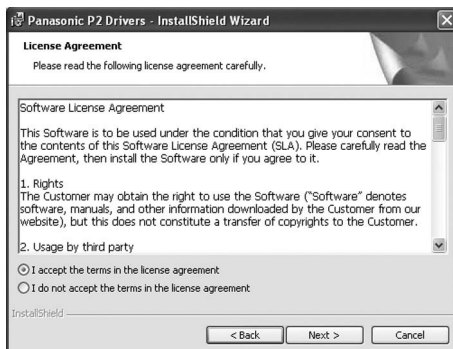 Panasonic P2 Drivers - InstallShield Wizard
License Agreement
Please read the following license agreement carefully.
Software License Agreement
This Software is to be used under the condition that you give your consent to
the contents of this Software License Agreement (SLA). Please carefully read the
Agreement, then install the Software only if you agree to it.
1. Rights
The Customer may obtain the right to use the Software ("Software" denotes
software, manuals, and other information downloaded by the Customer from our
website), but this does not constitute a transfer of copyrights to the Customer.
2. Usage by third party
I accept the terms in the license agreement
I do not accept the terms in the license agreement
InstallShield
< Back Next > Cancel